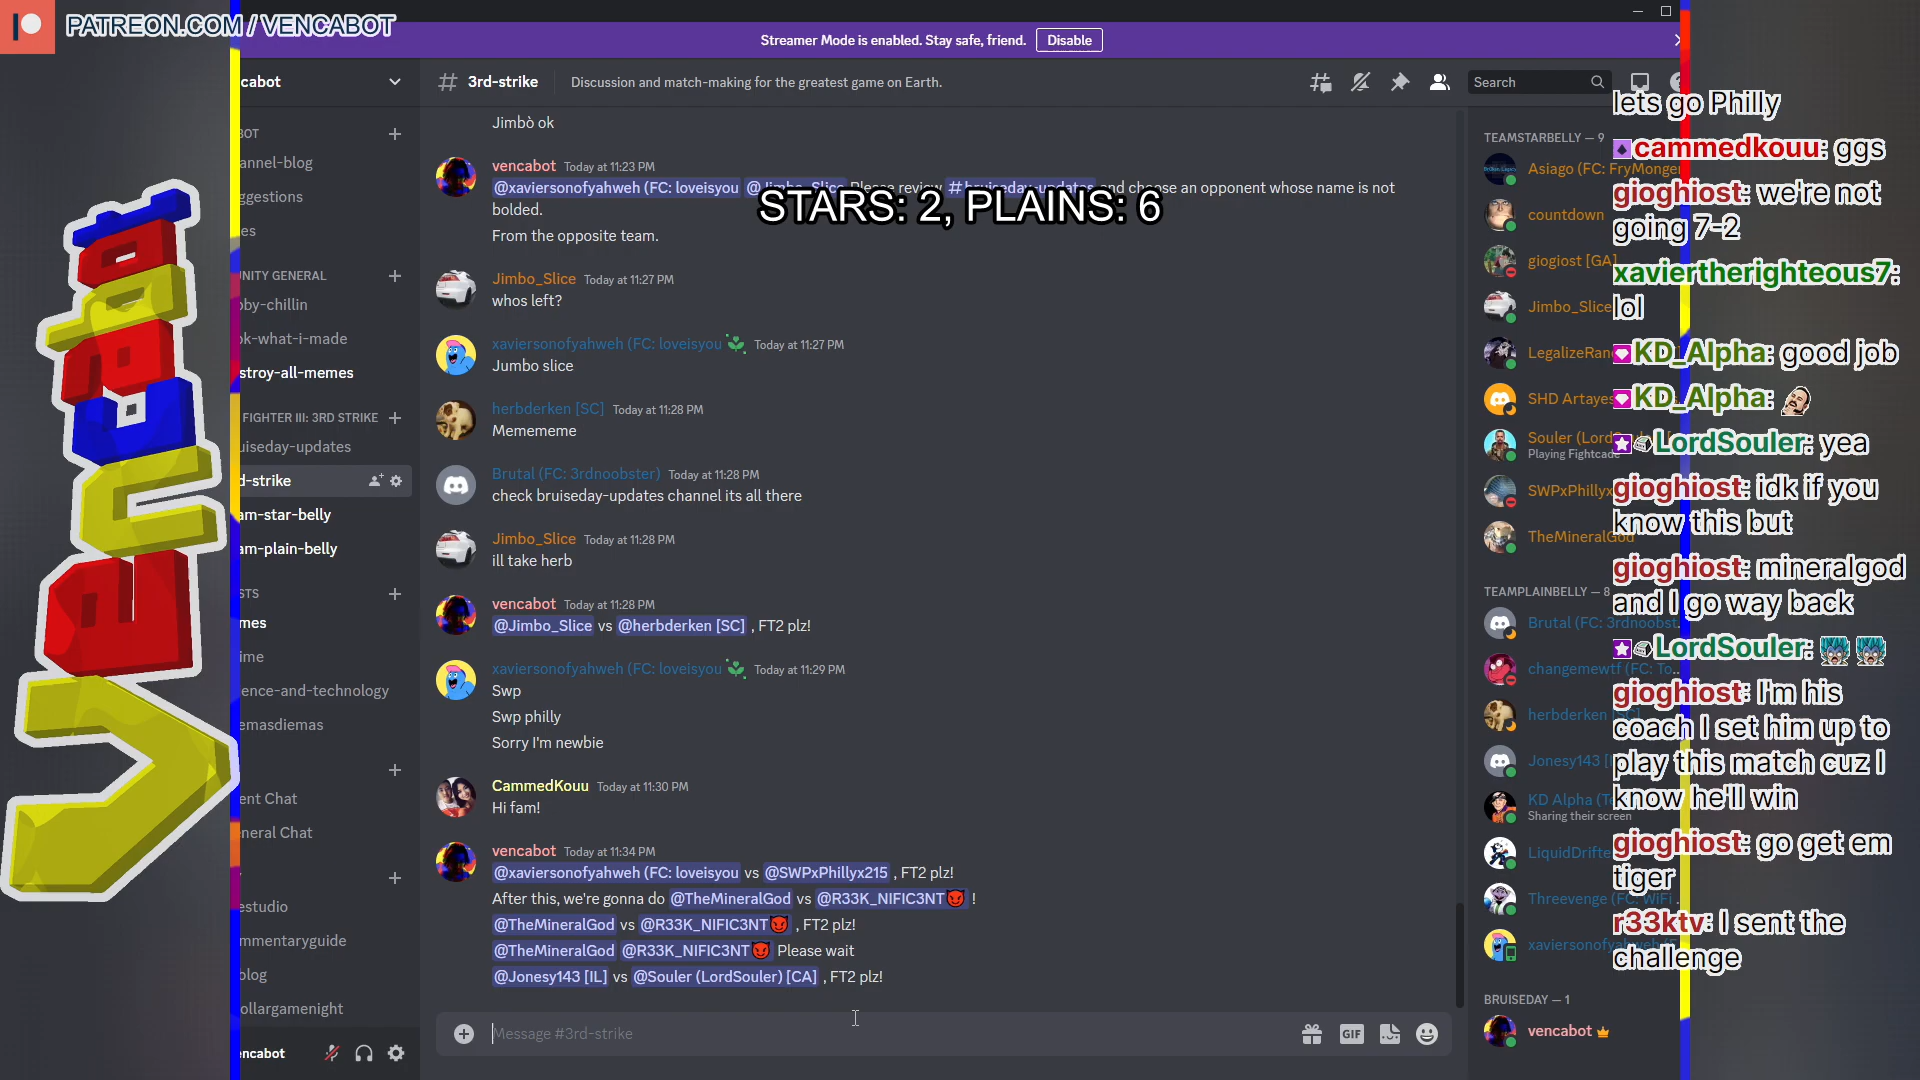 PATREON.COM / VENCABOT
Streamer Mode is enabled. Stay safe, friend.
Disable
cabot
3rd-strike
Discussion and match-making for the greatest game on Earth.
Search
STARS: 2, PLAINS: 6
vencabot
BOT
annel-blog
ggestions
es
UNITY GENERAL
by-chillin
ok-what-i-made
stroy-all-memes
FIGHTER III: 3RD STRIKE
uiseday-updates
d-strike
am-star-belly
am-plain-belly
STS
mes
ime
ence-and-technology
emasdiemas
ent Chat
neral Chat
estudio
mmentaryguide
blog
ollargamenight
encabot
Jimbò ok
vencabot Today at 11:23 PM
@xaviersonofyahweh (FC: loveisyou @Jimbo_Slice Please review #bruiseday-updates and choose an opponent whose name is not
bolded.
From the opposite team.
Jimbo_Slice Today at 11:27 PM
whos left?
xaviersonofyahweh (FC: loveisyou Today at 11:27 PM
Jumbo slice
herbderken [SC] Today at 11:28 PM
Memememe
Brutal (FC: 3rdnoobster) Today at 11:28 PM
check bruiseday-updates channel its all there
Jimbo_Slice Today at 11:28 PM
ill take herb
vencabot Today at 11:28 PM
@Jimbo_Slice vs @herbderken [SC] , FT2 plz!
xaviersonofyahweh (FC: loveisyou Today at 11:29 PM
Swp
Swp philly
Sorry I'm newbie
CammedKouu Today at 11:30 PM
Hi fam!
vencabot Today at 11:34 PM
@xaviersonofyahweh (FC: loveisyou vs @SWPxPhillyx215 , FT2 plz!
After this, we're gonna do @TheMineralGod vs @R33K_NIFIC3NT😈 !
@TheMineralGod vs @R33K_NIFIC3NT😈 , FT2 plz!
@TheMineralGod @R33K_NIFIC3NT😈 Please wait
@Jonesy143 [IL] vs @Souler (LordSouler) [CA] , FT2 plz!
Message #3rd-strike
GIF
TEAMSTARBELLY — 9
Asiago (FC: FryMonger
countdown
giogiost [GA]
Jimbo_Slice
LegalizeRan
SHD Artayes
Souler (Lord
Playing Fightcade
SWPxPhillyx
TheMineralGod
TEAMPLAINBELLY — 8
Brutal (FC: 3rdnoobst...
changemewtf (FC: To...
herbderken [SC]
Jonesy143 [
KD Alpha (To
Sharing their screen
LiquidDrifte
Threevenge (FC: WiFi ...
xaviersonofyahweh (F
BRUISEDAY — 1
vencabot
lets go Philly
cammedkouu: ggs
gioghiost: we're not
going 7-2
xaviertherighteous7:
lol
KD_Alpha: good job
KD_Alpha:
LordSouler: yea
gioghiost: idk if you
know this but
gioghiost: mineralgod
and I go way back
LordSouler:
gioghiost: I'm his
coach I set him up to
play this match cuz I
know he'll win
gioghiost: go get em
tiger
r33ktv: I sent the
challenge